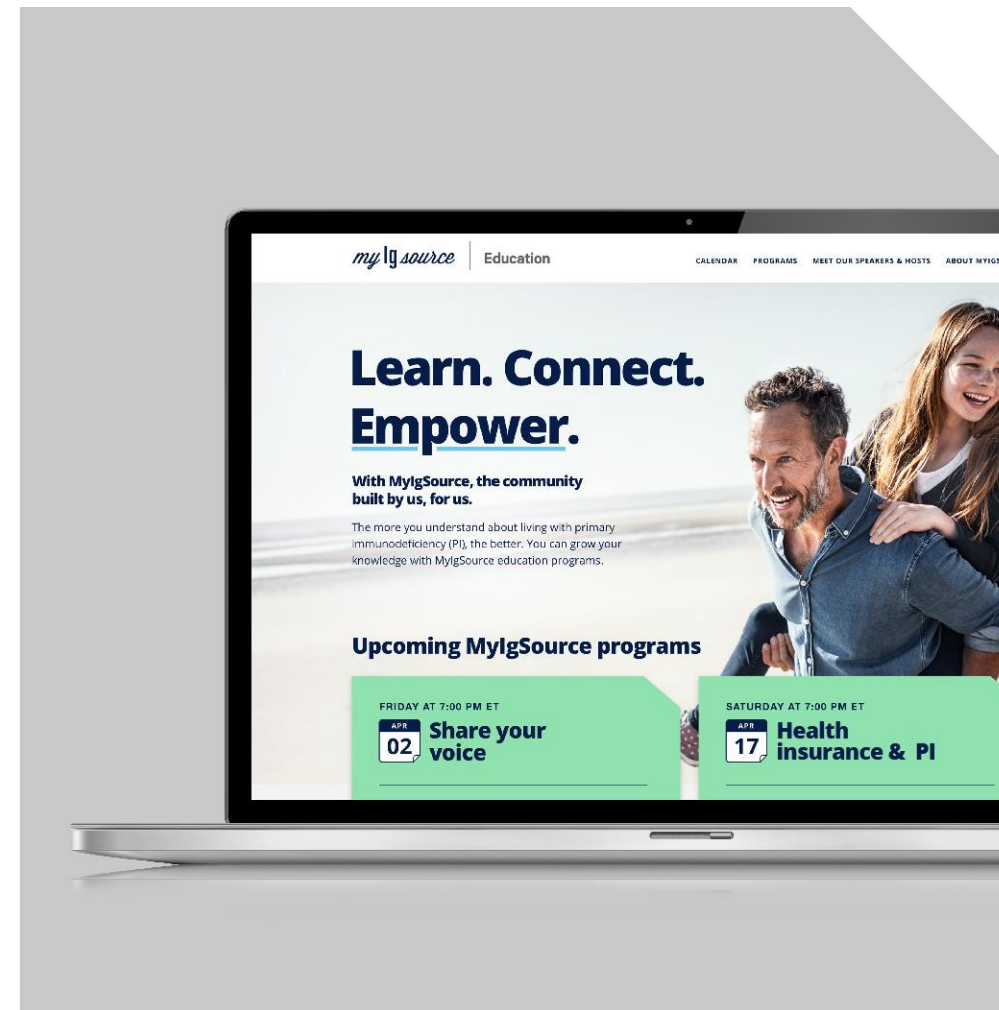 my Ig source | Education
CALENDAR PROGRAMS MEET OUR SPEAKERS & HOSTS ABOUT MYIGS
Learn. Connect.
Empower.
With MyIgSource, the community
built by us, for us.
The more you understand about living with primary
immunodeficiency (PI), the better. You can grow your
knowledge with MyIgSource education programs.
Upcoming MyIgSource programs
FRIDAY AT 7:00 PM ET
APR
02
Share your
voice
SATURDAY AT 7:00 PM ET
APR
17
Health
insurance & PI